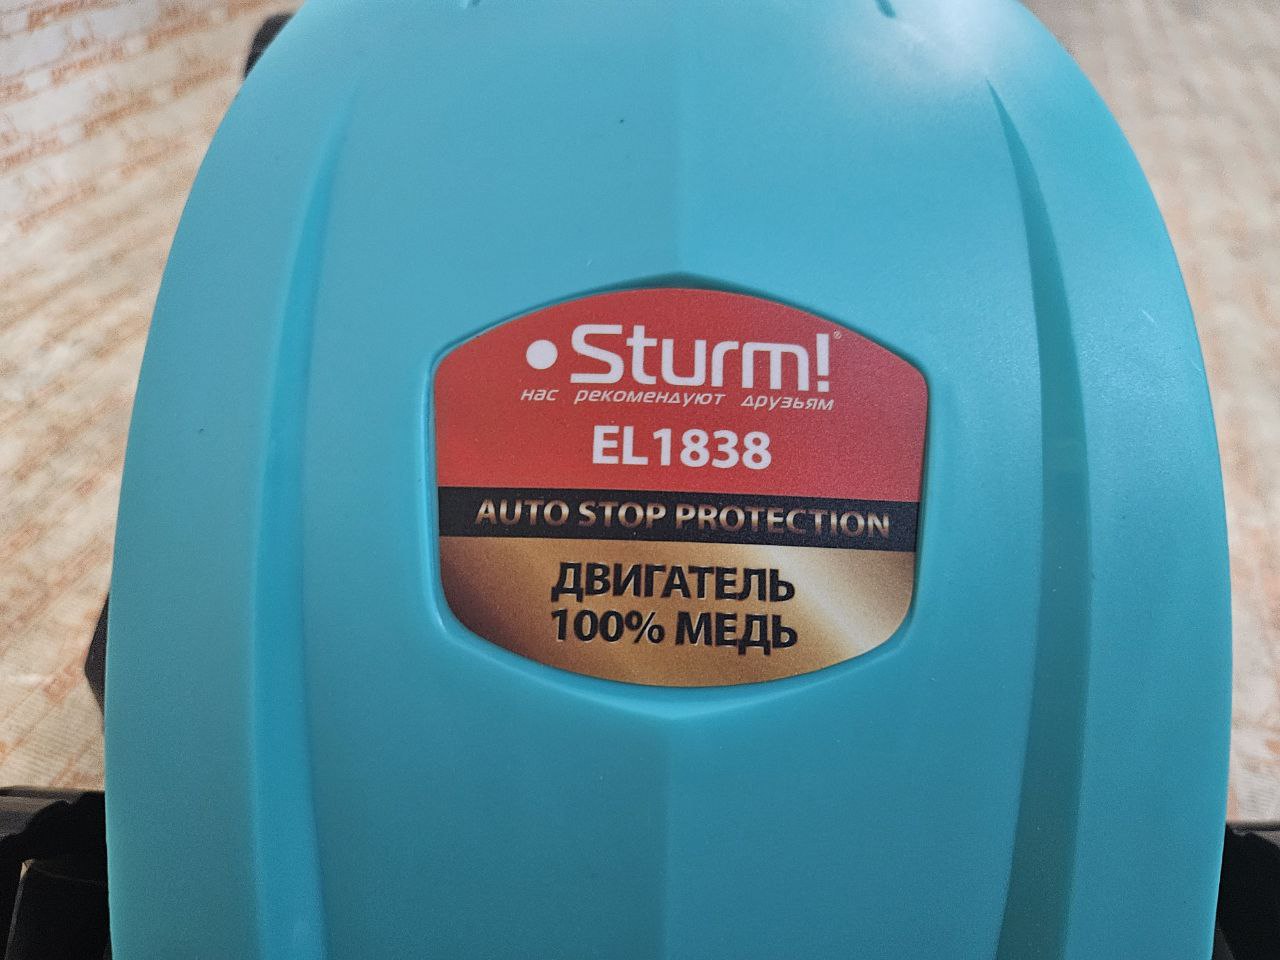 Sturm!®
нас рекомендуют друзьям
EL1838
AUTO STOP PROTECTION
ДВИГАТЕЛЬ
100% МЕДЬ